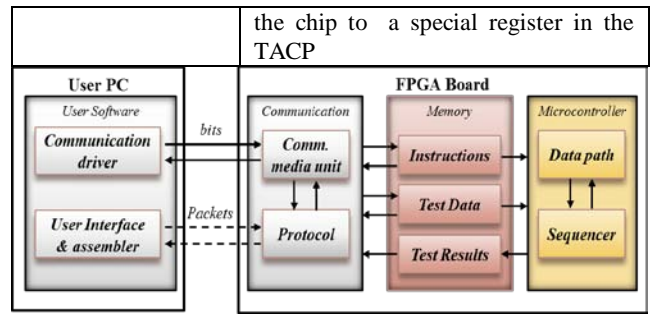 the chip to a special register in the
TACP
User PC
FPGA Board
User Software
Communication
driver
User Interface
& assembler
bits
Packets
Communication
Comm.
media unit
Protocol
Memory
Instructions
Test Data
Test Results
Microcontroller
Data path
Sequencer